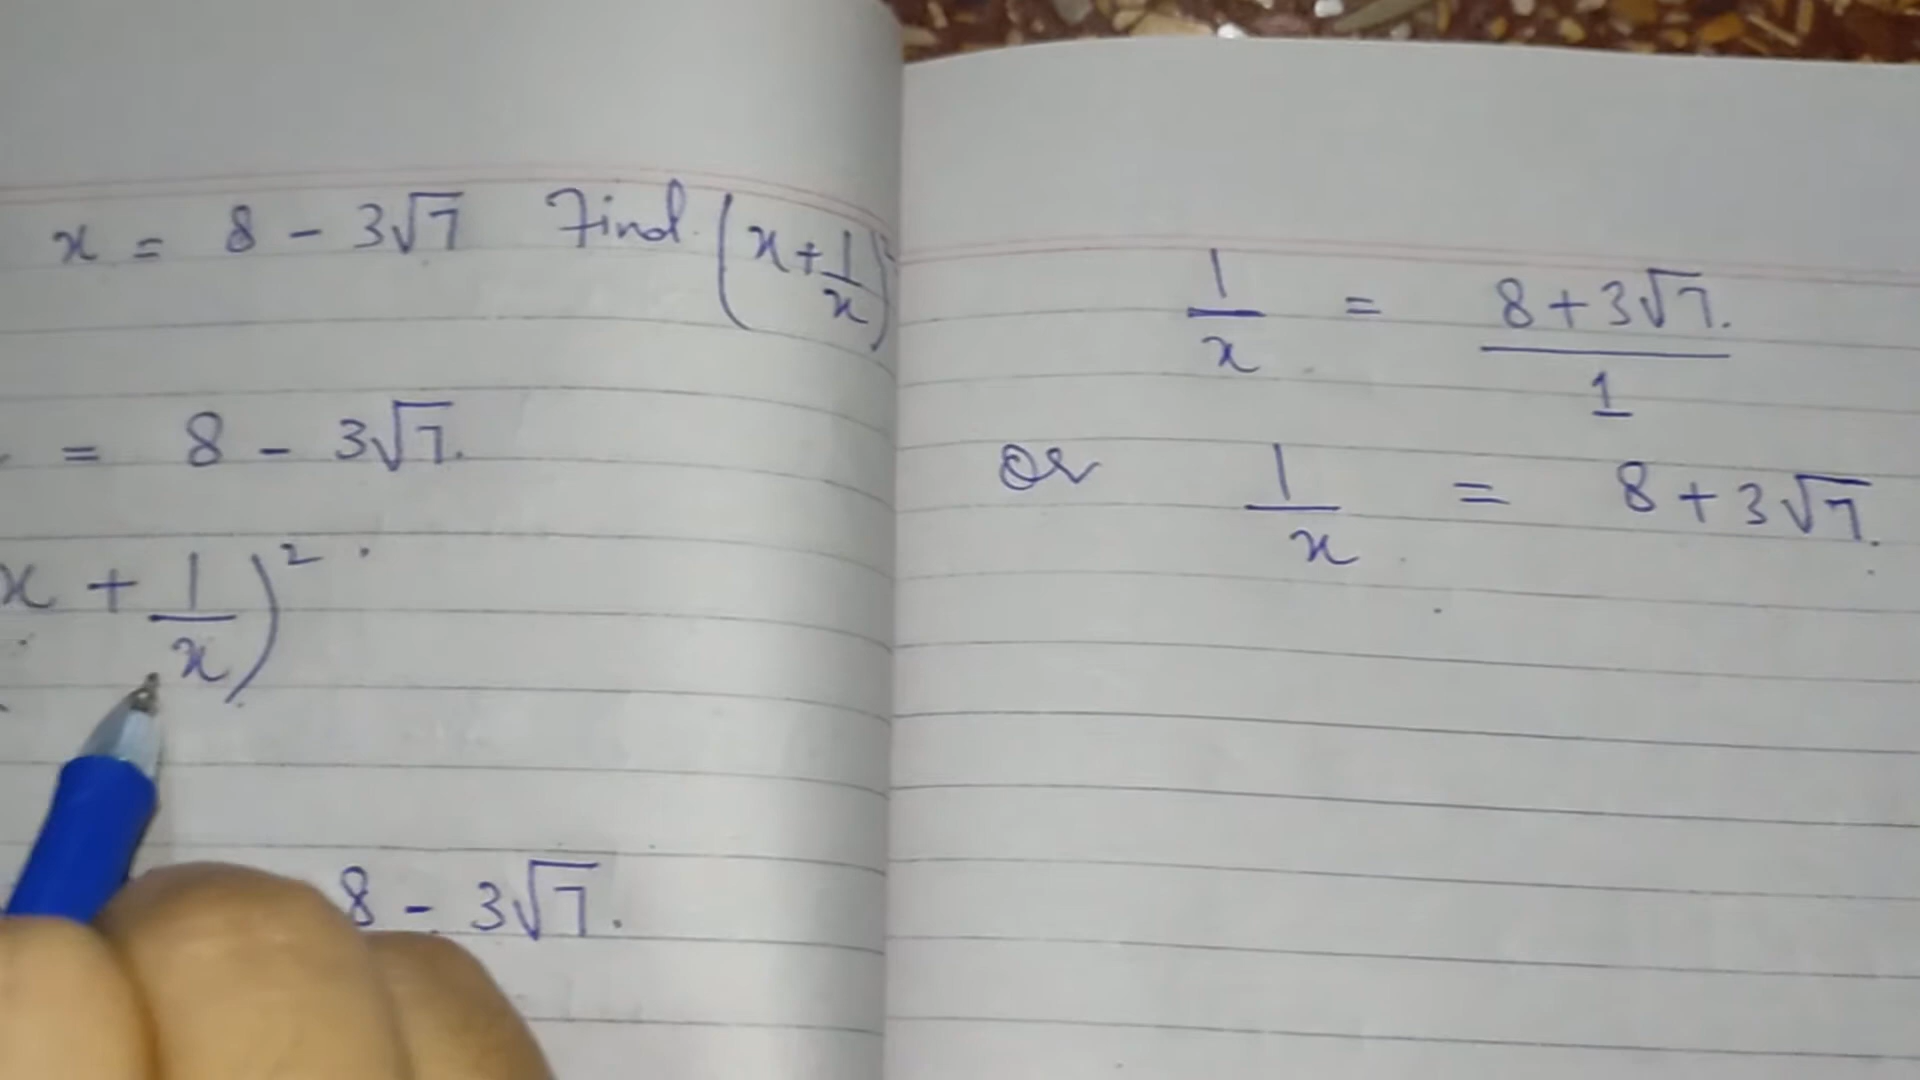 x = 8 - 3√7 Find (x + 1/x)²
= 8 - 3√7.
x + 1/x)²
8 - 3√7.
1/x = 8 + 3√7. / 1
or 1/x = 8 + 3√7.